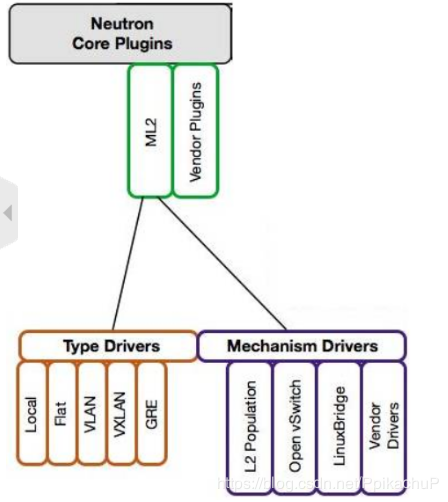 Neutron
Core Plugins
ML2
Vendor Plugins
Type Drivers
Mechanism Drivers
Local
Flat
VLAN
VXLAN
GRE
L2 Population
Open vSwitch
LinuxBridge
Vendor
Drivers
https://blog.csdn.net/PpikachuP